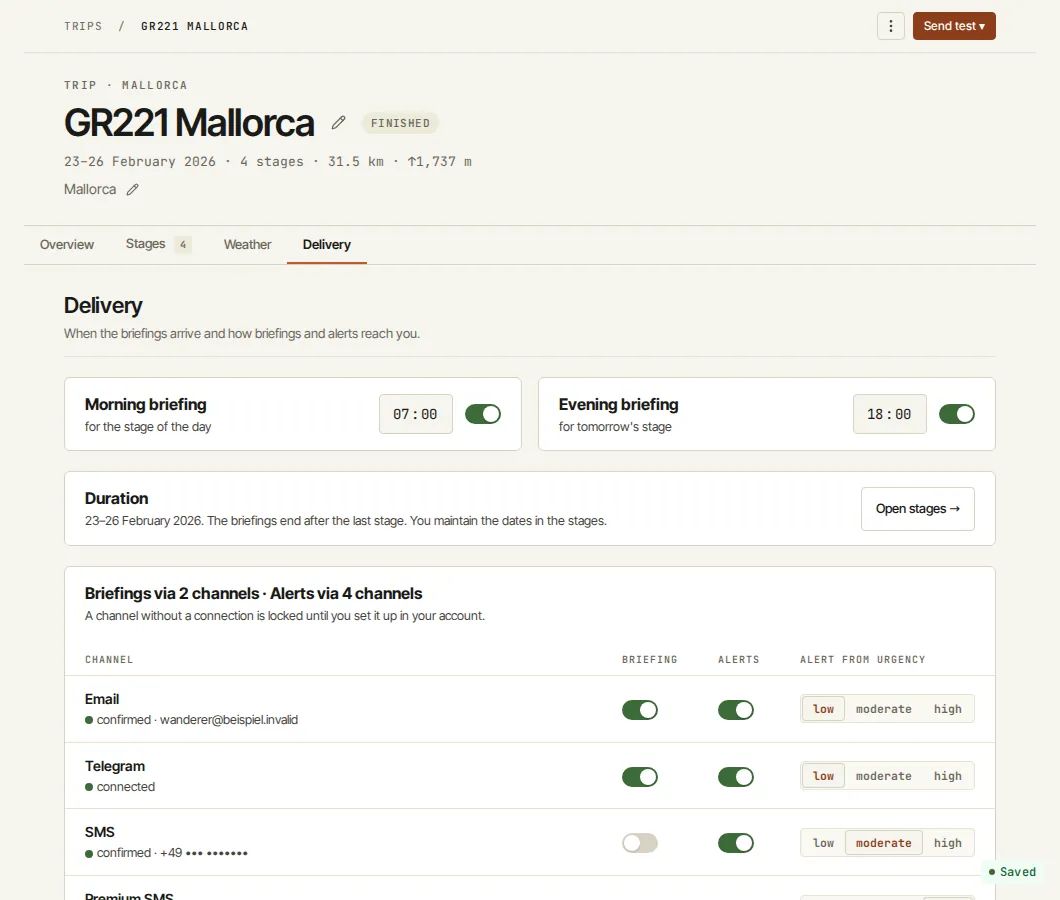 TRIPS / GR221 MALLORCA
Send test ▾
TRIP · MALLORCA
GR221 Mallorca
FINISHED
23–26 February 2026 · 4 stages · 31.5 km · ↑1,737 m
Mallorca
Overview
Stages 4
Weather
Delivery
Delivery
When the briefings arrive and how briefings and alerts reach you.
Morning briefing
for the stage of the day
07:00
Evening briefing
for tomorrow's stage
18:00
Duration
23–26 February 2026. The briefings end after the last stage. You maintain the dates in the stages.
Open stages →
Briefings via 2 channels · Alerts via 4 channels
A channel without a connection is locked until you set it up in your account.
CHANNEL BRIEFING ALERTS ALERT FROM URGENCY
Email
confirmed · wanderer@beispiel.invalid
low moderate high
Telegram
connected
low moderate high
SMS
confirmed · +49 ••• •••••••
low moderate high
Saved
Premium SMS